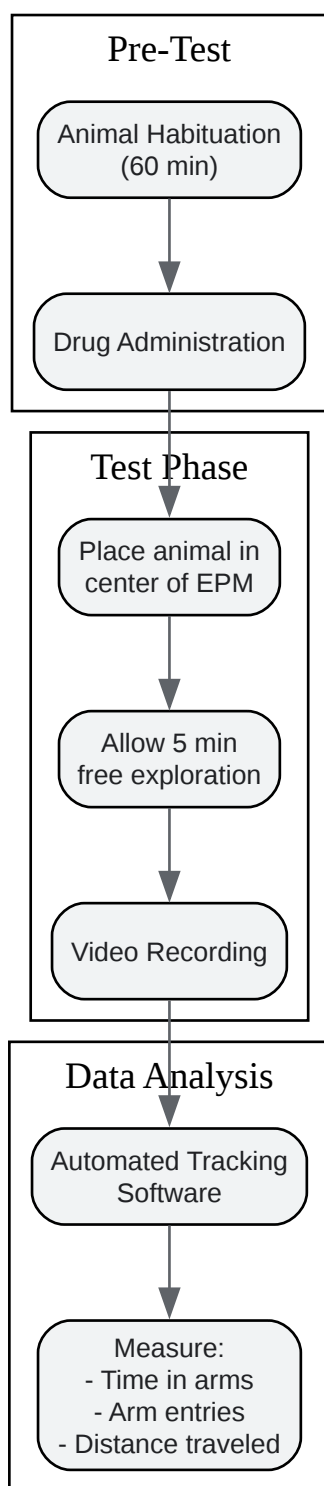 Pre-Test
Animal Habituation
(60 min)
Drug Administration
Test Phase
Place animal in
center of EPM
Allow 5 min
free exploration
Video Recording
Data Analysis
Automated Tracking
Software
Measure:
- Time in arms
- Arm entries
- Distance traveled